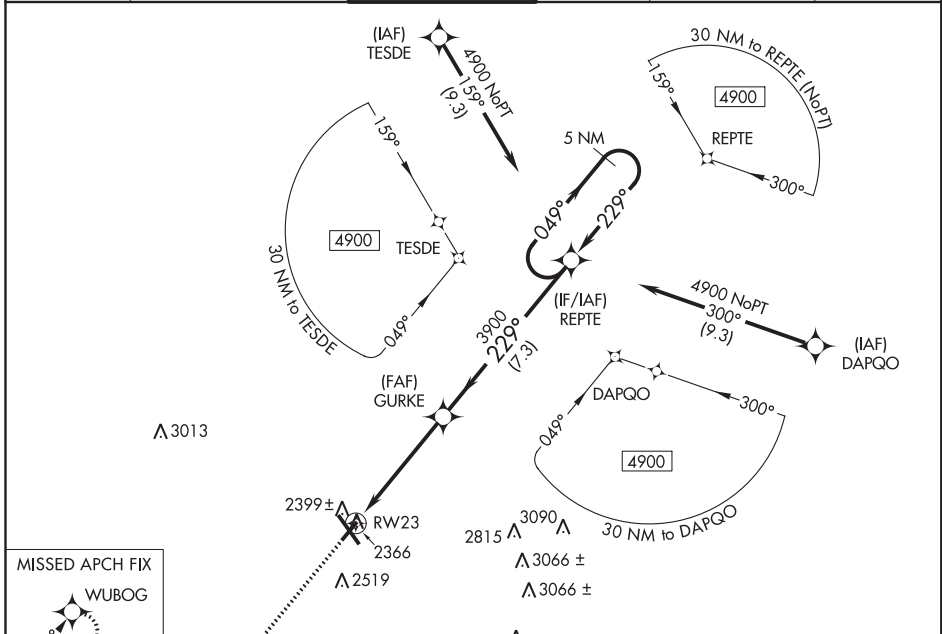 (IAF)
TESDE
4900 NoPT
159°
(9.3)
30 NM to REPTE (NoPT)
159°
4900
REPTE
300°
5 NM
049°
229°
159°
4900
TESDE
049°
30 NM to TESDE
(IF/IAF)
REPTE
4900 NoPT
300°
(9.3)
(IAF)
DAPQO
3900
229°
(7.3)
(FAF)
GURKE
DAPQO
300°
049°
4900
30 NM to DAPQO
3013
2399 ±
RW23
2366
2519
2815
3090
3066 ±
3066 ±
MISSED APCH FIX
WUBOG